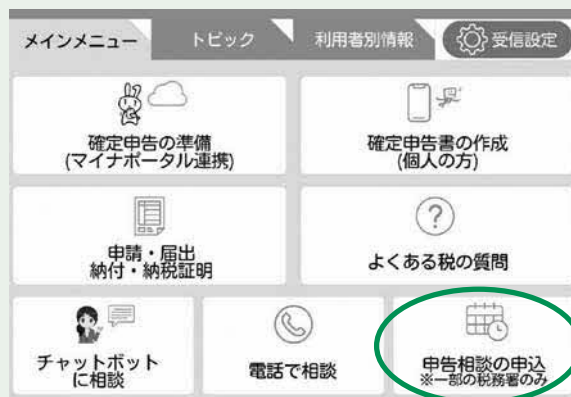 メインメニュー
トピック
利用者別情報
受信設定
確定申告の準備
(マイナポータル連携)
確定申告書の作成
(個人の方)
申請・届出
納付・納税証明
よくある税の質問
チャットボット
に相談
電話で相談
申告相談の申込
※一部の税務署のみ